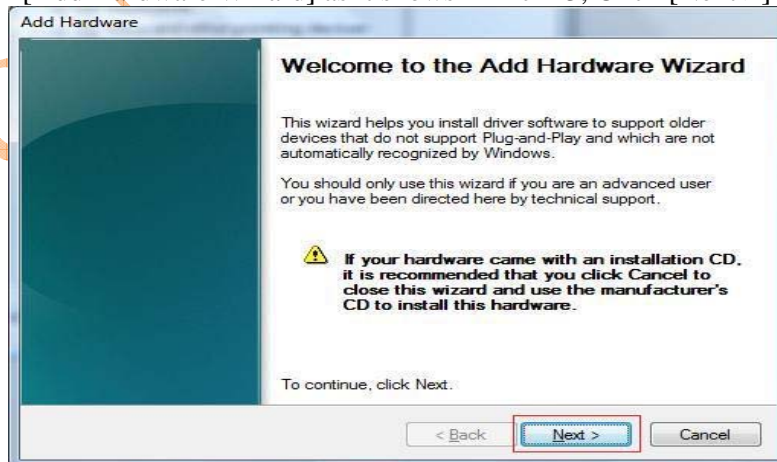 Add Hardware
Welcome to the Add Hardware Wizard
This wizard helps you install driver software to support older
devices that do not support Plug-and-Play and which are not
automatically recognized by Windows.
You should only use this wizard if you are an advanced user
or you have been directed here by technical support.
If your hardware came with an installation CD,
it is recommended that you click Cancel to
close this wizard and use the manufacturer's
CD to install this hardware.
To continue, click Next.
< Back
Next >
Cancel